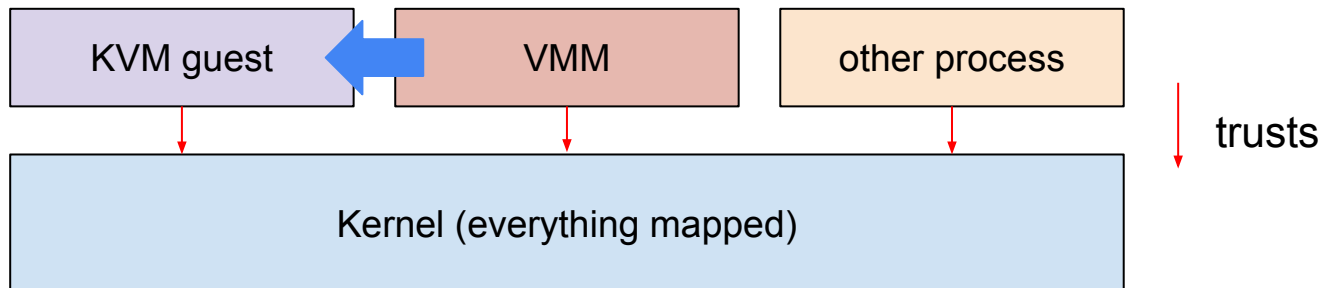 KVM guest
VMM
other process
trusts
Kernel (everything mapped)